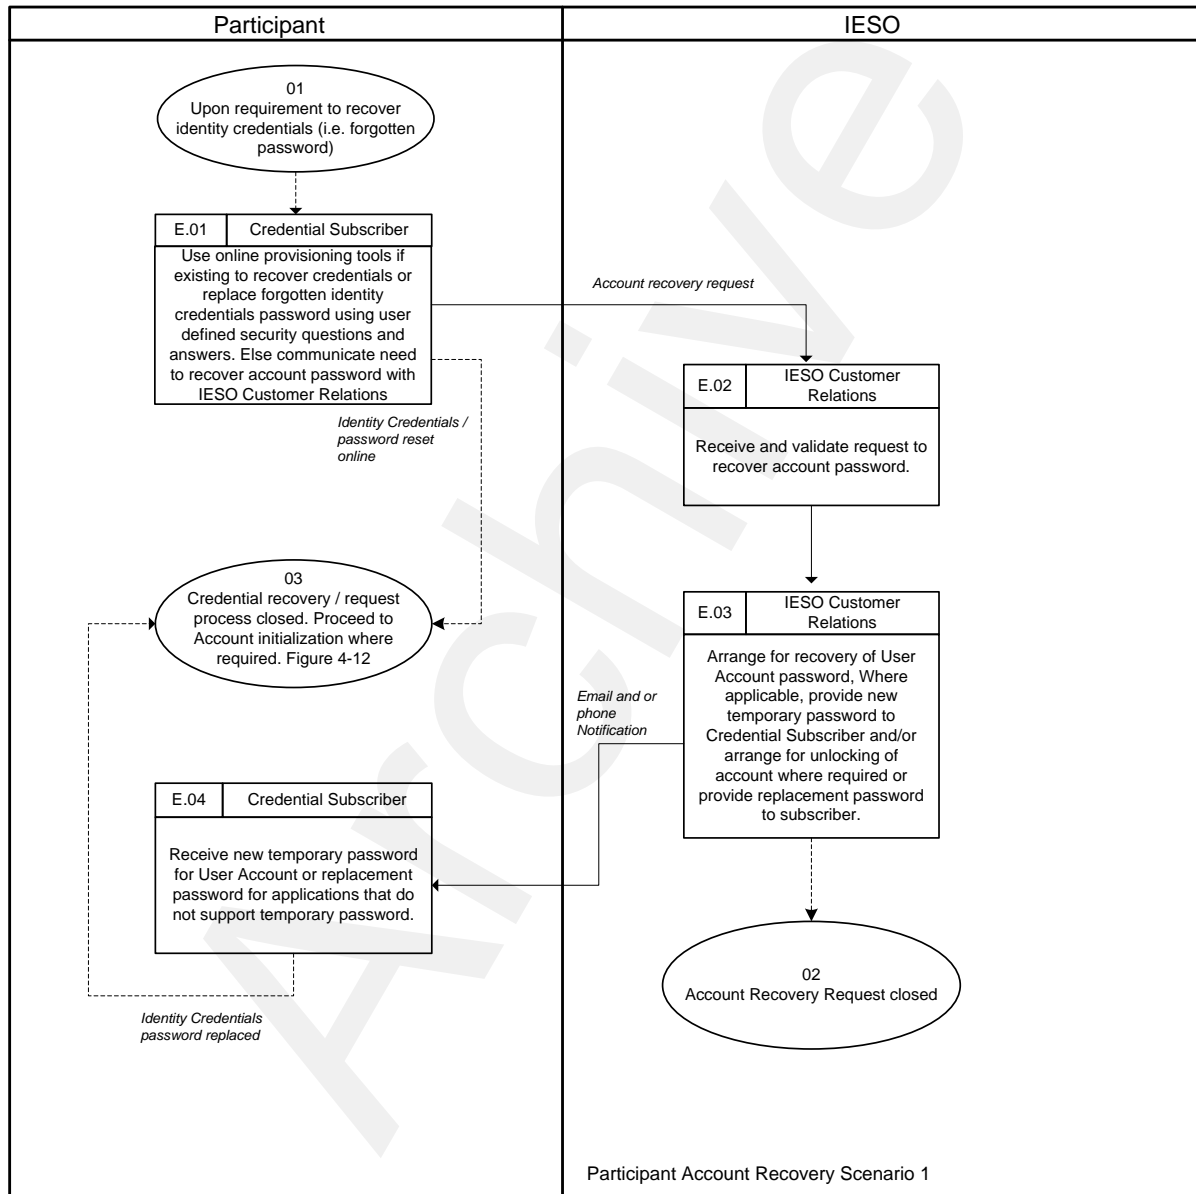 Participant
IESO
01
Upon requirement to recover
identity credentials (i.e. forgotten
password)
E.01
Credential Subscriber
Use online provisioning tools if
existing to recover credentials or
replace forgotten identity
credentials password using user
defined security questions and
answers. Else communicate need
to recover account password with
IESO Customer Relations
Account recovery request
Identity Credentials /
password reset
online
E.02
IESO Customer
Relations
Receive and validate request to
recover account password.
03
Credential recovery / request
process closed. Proceed to
Account initialization where
required. Figure 4-12
E.03
IESO Customer
Relations
Arrange for recovery of User
Account password, Where
applicable, provide new
temporary password to
Credential Subscriber and/or
arrange for unlocking of
account where required or
provide replacement password
to subscriber.
Email and or
phone
Notification
E.04
Credential Subscriber
Receive new temporary password
for User Account or replacement
password for applications that do
not support temporary password.
02
Account Recovery Request closed
Identity Credentials
password replaced
Participant Account Recovery Scenario 1
Archive